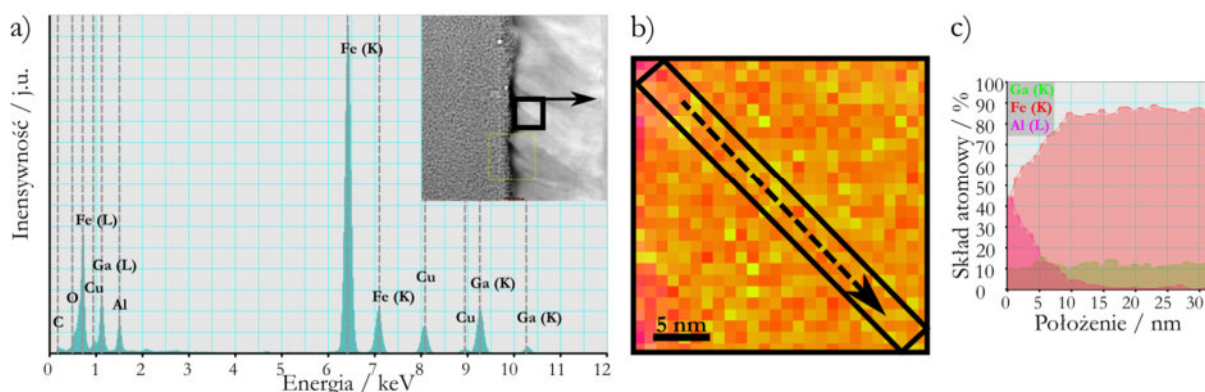 a)
Inensywność / j.u.
C
O
Fe (L)
Cu
Ga (L)
Al
Fe (K)
Fe (K)
Cu
Cu
Ga (K)
Ga (K)
0 1 2 3 4 5 6 7 8 9 10 11 12
Energia / keV
b)
5 nm
c)
Ga (K)
Fe (K)
Al (L)
Skład atomowy / %
100
90
80
70
60
50
40
30
20
10
0
0 5 10 15 20 25 30
Położenie / nm